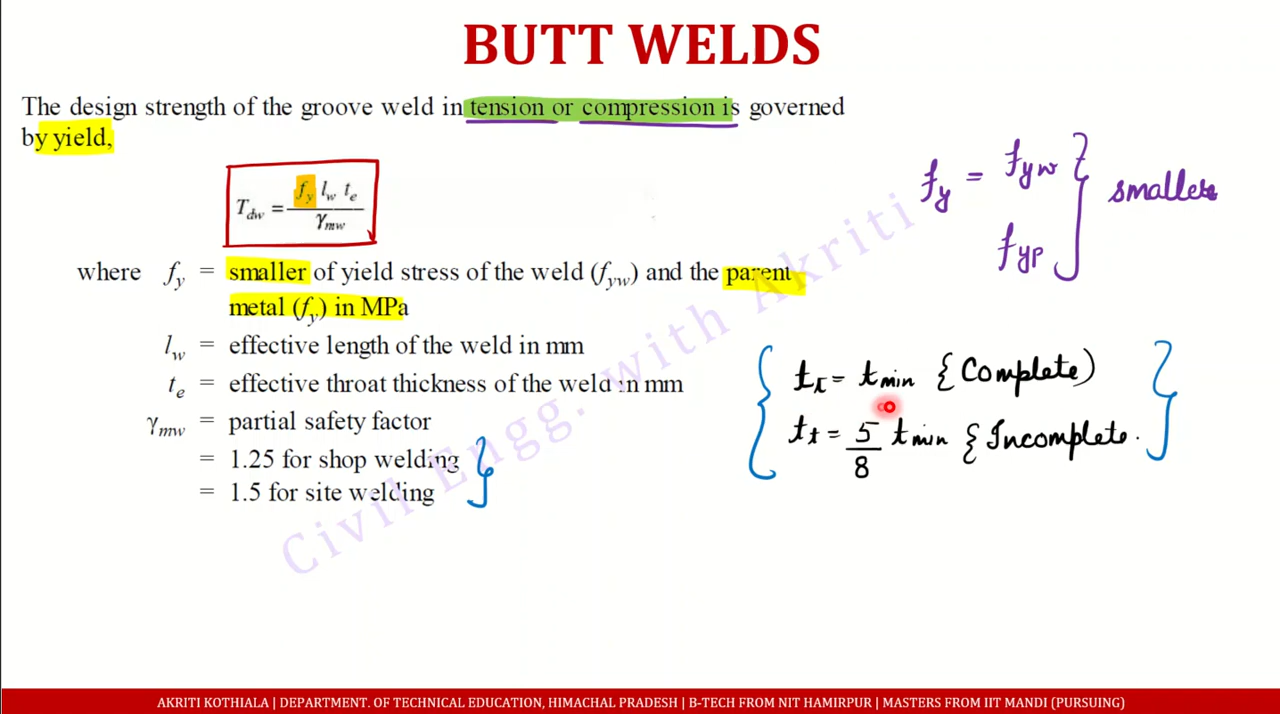 BUTT WELDS
The design strength of the groove weld in tension or compression is governed
by yield,
T_dw = f_y l_w t_e / γ_mw
f_y = f_yw } smaller
f_yp
where f_y = smaller of yield stress of the weld (f_yw) and the parent
metal (f_y) in MPa
l_w = effective length of the weld in mm
t_e = effective throat thickness of the weld in mm
γ_mw = partial safety factor
= 1.25 for shop welding
= 1.5 for site welding
{ t_t = t_min { Complete) }
t_t = 5/8 t_min { Incomplete.
Civil Engg. with Akriti
AKRITI KOTHIALA | DEPARTMENT. OF TECHNICAL EDUCATION, HIMACHAL PRADESH | B-TECH FROM NIT HAMIRPUR | MASTERS FROM IIT MANDI (PURSUING)